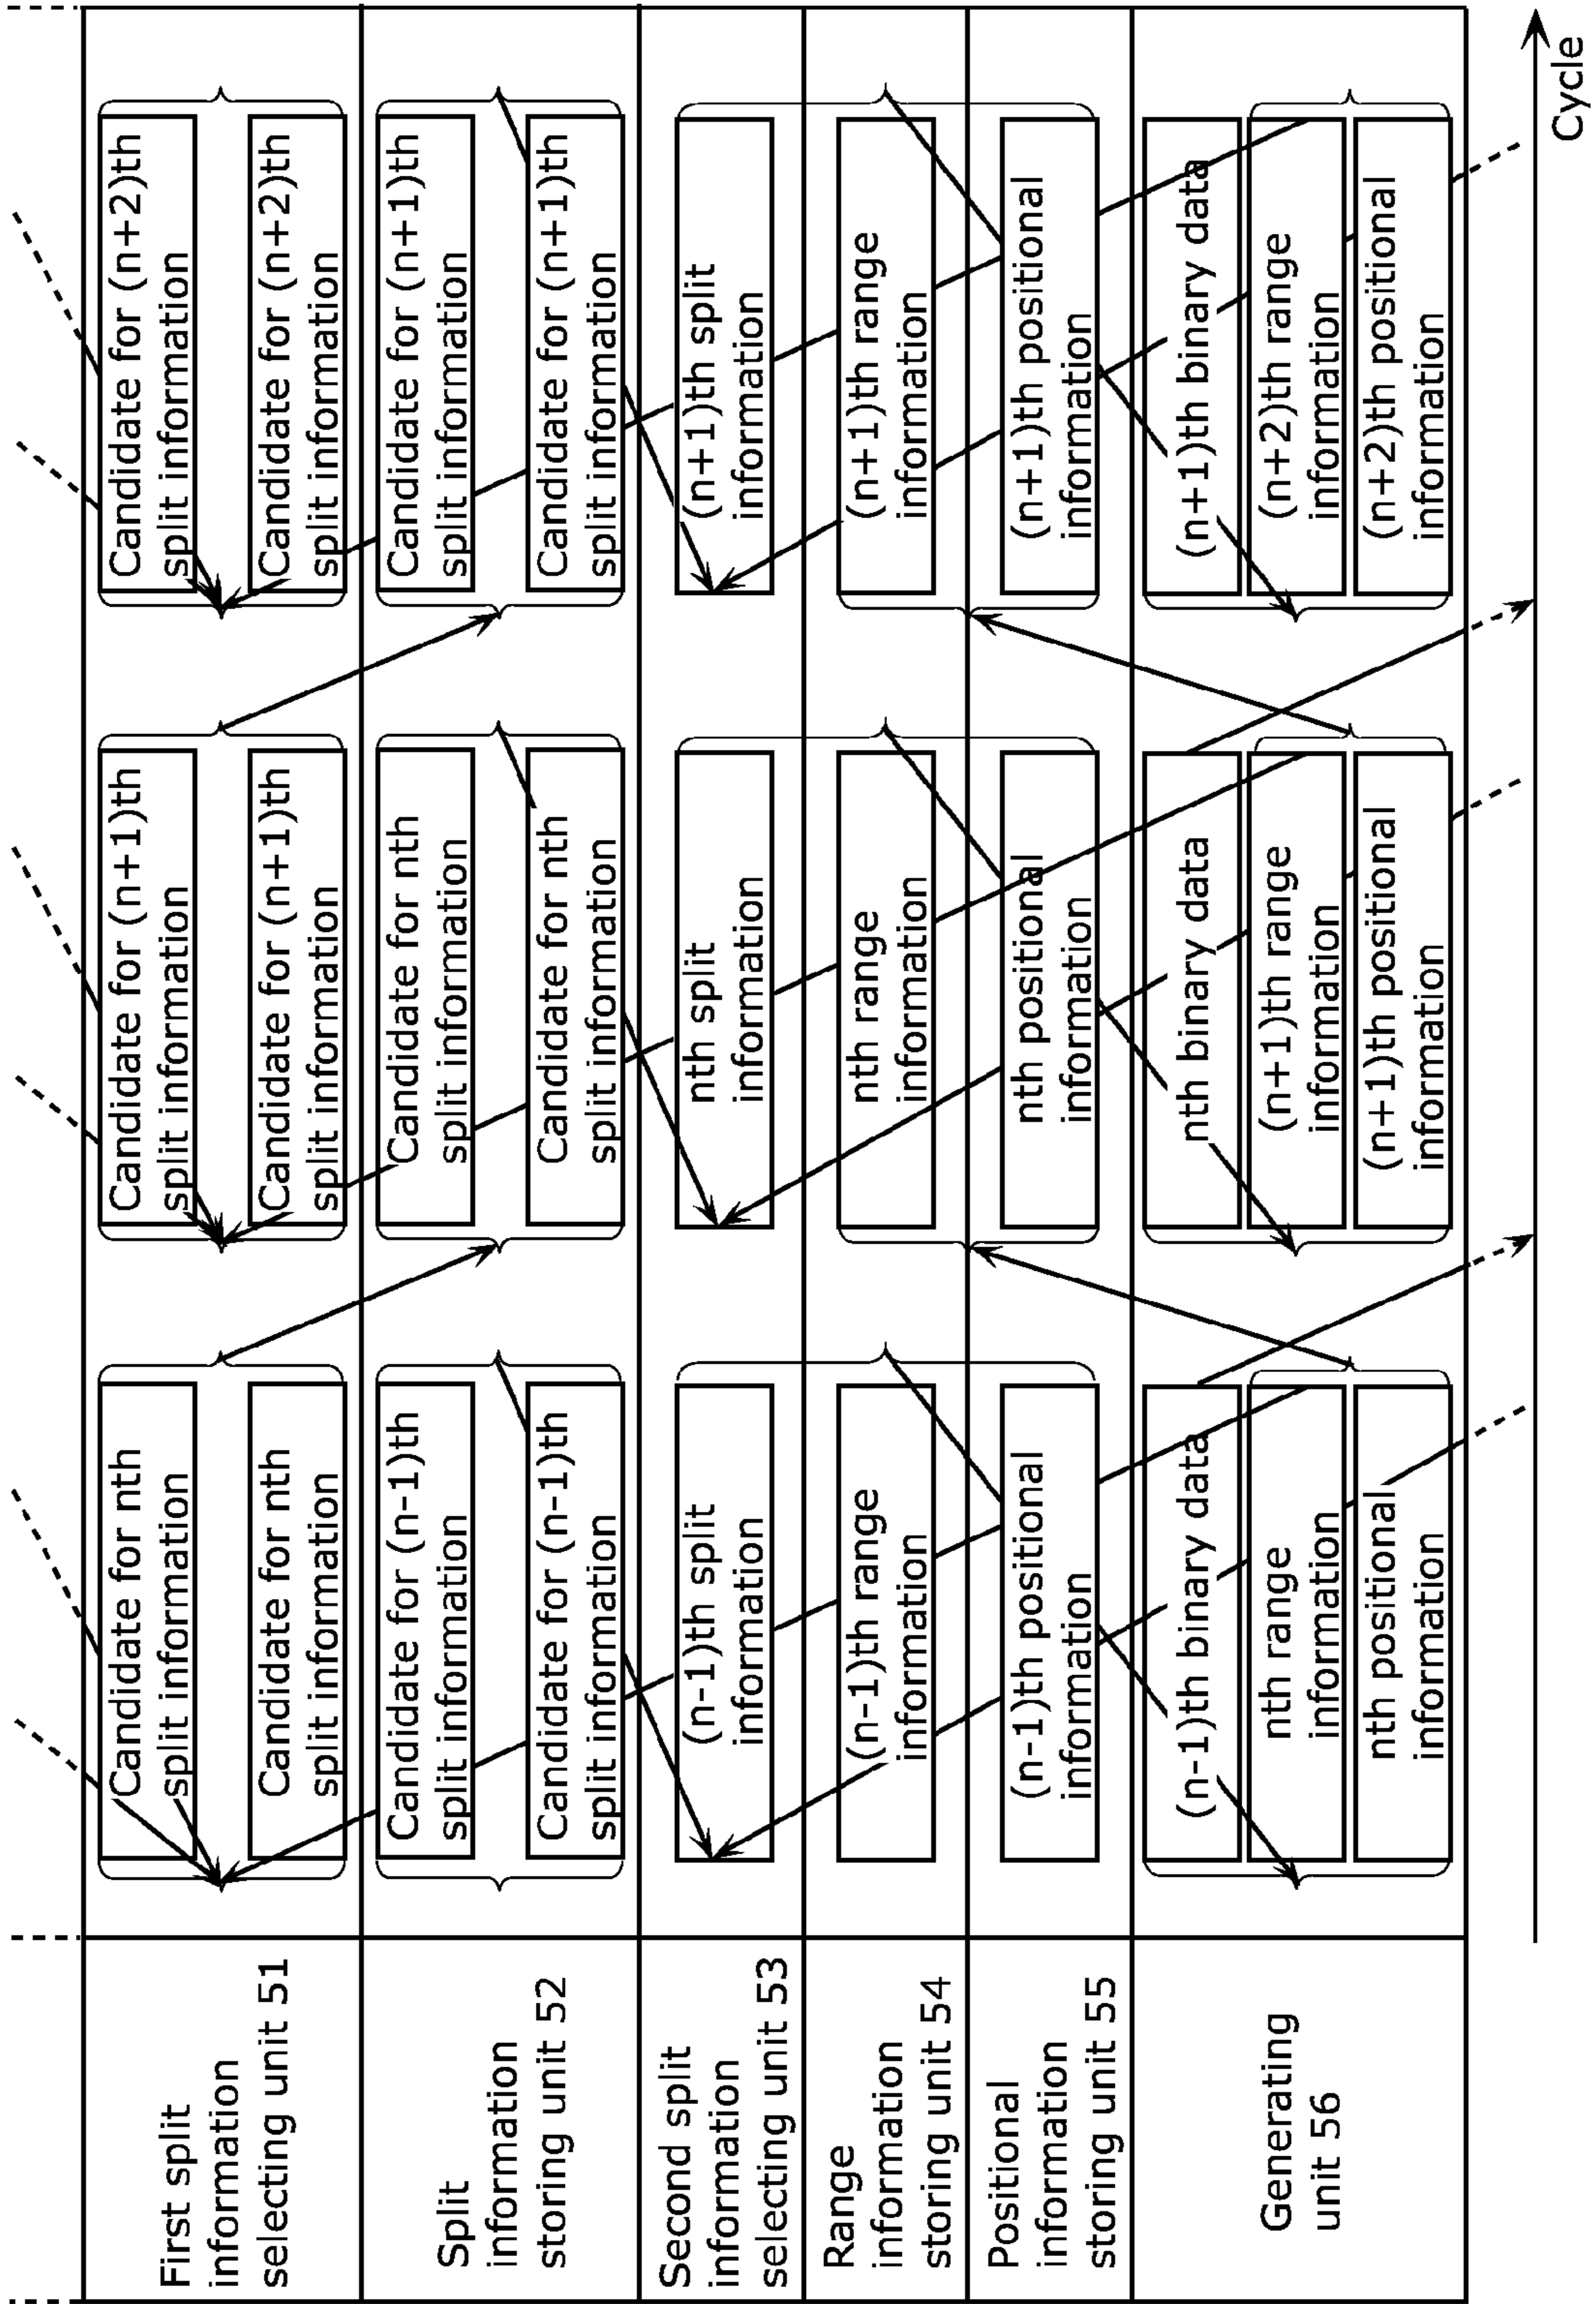 First split
information
selecting unit 51
Candidate for nth
split information
Candidate for nth
split information
Candidate for (n+1)th
split information
Candidate for (n+1)th
split information
Candidate for (n+2)th
split information
Candidate for (n+2)th
split information
Split
information
storing unit 52
Candidate for (n-1)th
split information
Candidate for (n-1)th
split information
Candidate for nth
split information
Candidate for nth
split information
Candidate for (n+1)th
split information
Candidate for (n+1)th
split information
Second split
information
selecting unit 53
(n-1)th split
information
nth split
information
(n+1)th split
information
Range
information
storing unit 54
(n-1)th range
information
nth range
information
(n+1)th range
information
Positional
information
storing unit 55
(n-1)th positional
information
nth positional
information
(n+1)th positional
information
Generating
unit 56
(n-1)th binary data
nth range
information
nth positional
information
nth binary data
(n+1)th range
information
(n+1)th positional
information
(n+1)th binary data
(n+2)th range
information
(n+2)th positional
information
Cycle